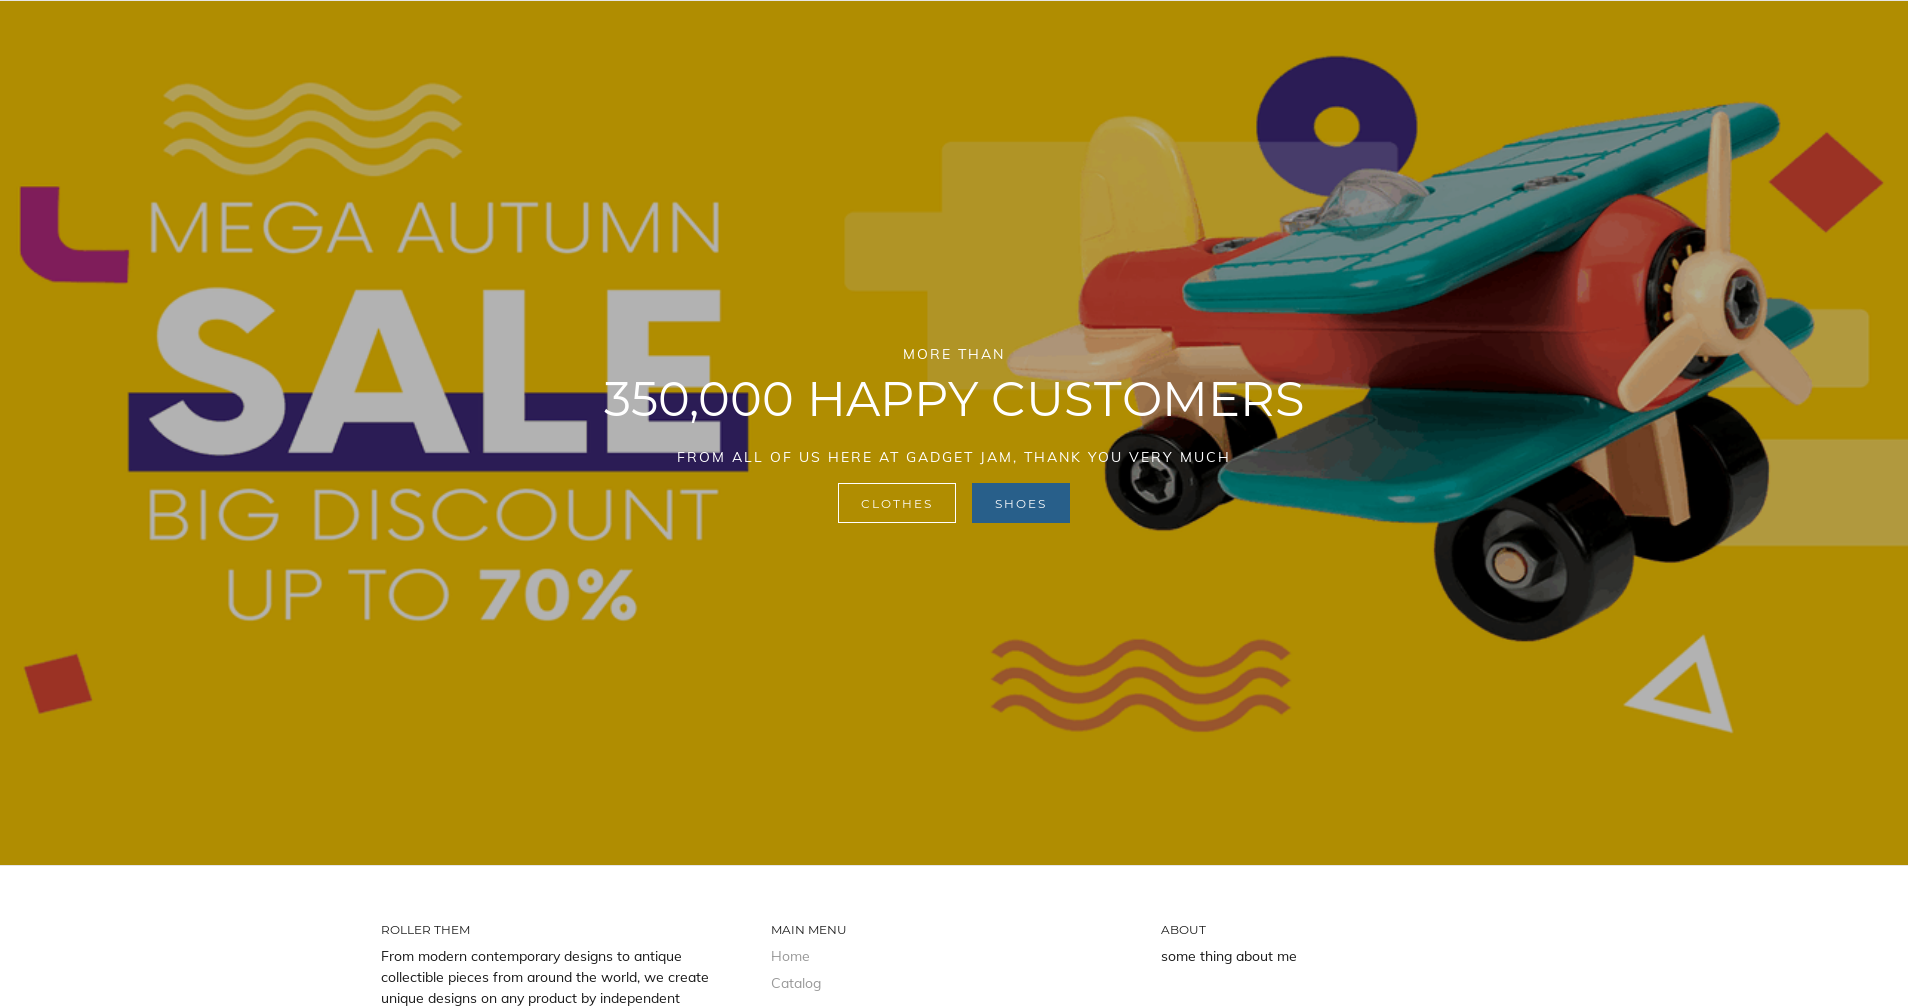 MEGA AUTUMN
SALE
BIG DISCOUNT
UP TO 70%
MORE THAN
350,000 HAPPY CUSTOMERS
FROM ALL OF US HERE AT GADGET JAM, THANK YOU VERY MUCH
CLOTHES
SHOES
ROLLER THEM
From modern contemporary designs to antique
collectible pieces from around the world, we create
unique designs on any product by independent
MAIN MENU
Home
Catalog
ABOUT
some thing about me